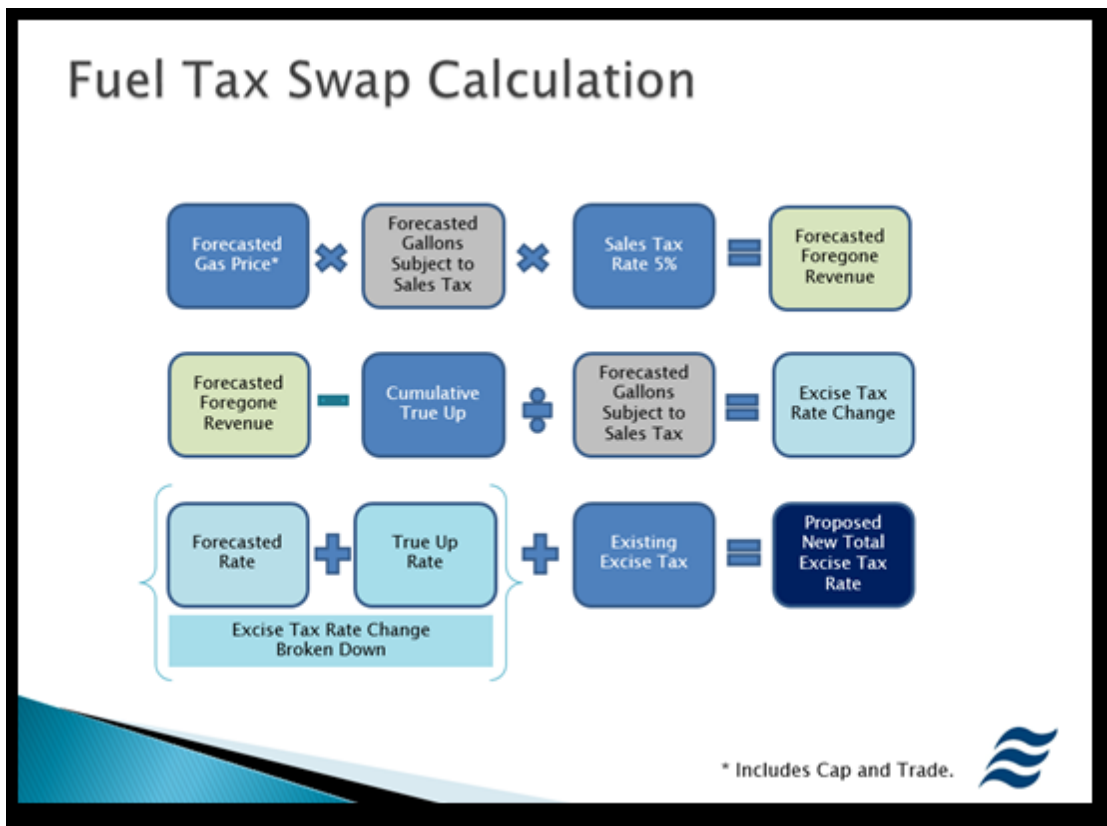 Fuel Tax Swap Calculation
Forecasted
Gas Price*
Forecasted
Gallons
Subject to
Sales Tax
Sales Tax
Rate 5%
Forecasted
Foregone
Revenue
Forecasted
Foregone
Revenue
Cumulative
True Up
Forecasted
Gallons
Subject to
Sales Tax
Excise Tax
Rate Change
Forecasted
Rate
True Up
Rate
Existing
Excise Tax
Proposed
New Total
Excise Tax
Rate
Excise Tax Rate Change
Broken Down
* Includes Cap and Trade.